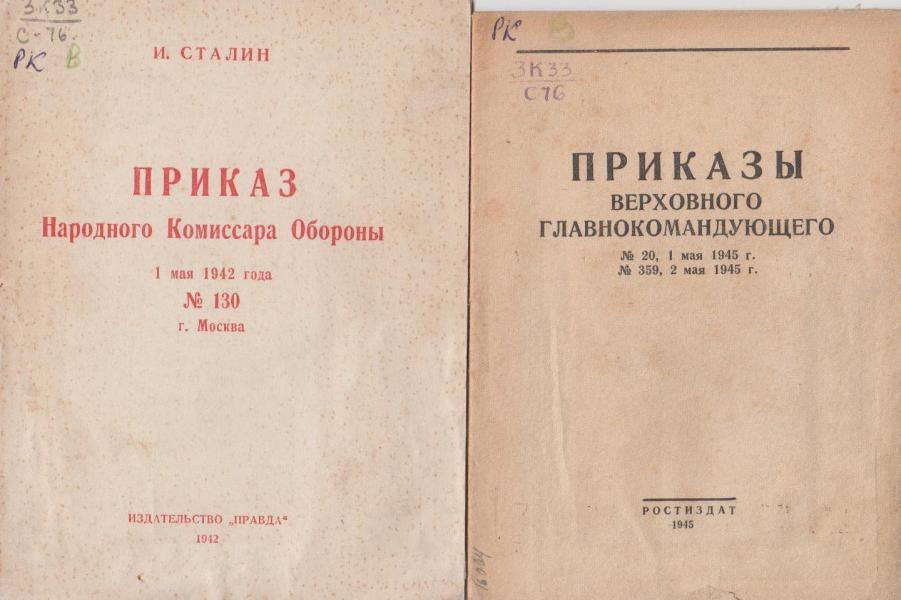 3К33
С-76.
РК В
И. СТАЛИН
ПРИКАЗ
Народного Комиссара Обороны
1 мая 1942 года
№ 130
г. Москва
ИЗДАТЕЛЬСТВО „ПРАВДА“
1942
РК В
3К33
С76
ПРИКАЗЫ
ВЕРХОВНОГО
ГЛАВНОКОМАНДУЮЩЕГО
№ 20, 1 мая 1945 г.
№ 359, 2 мая 1945 г.
РОСТИЗДАТ
1945